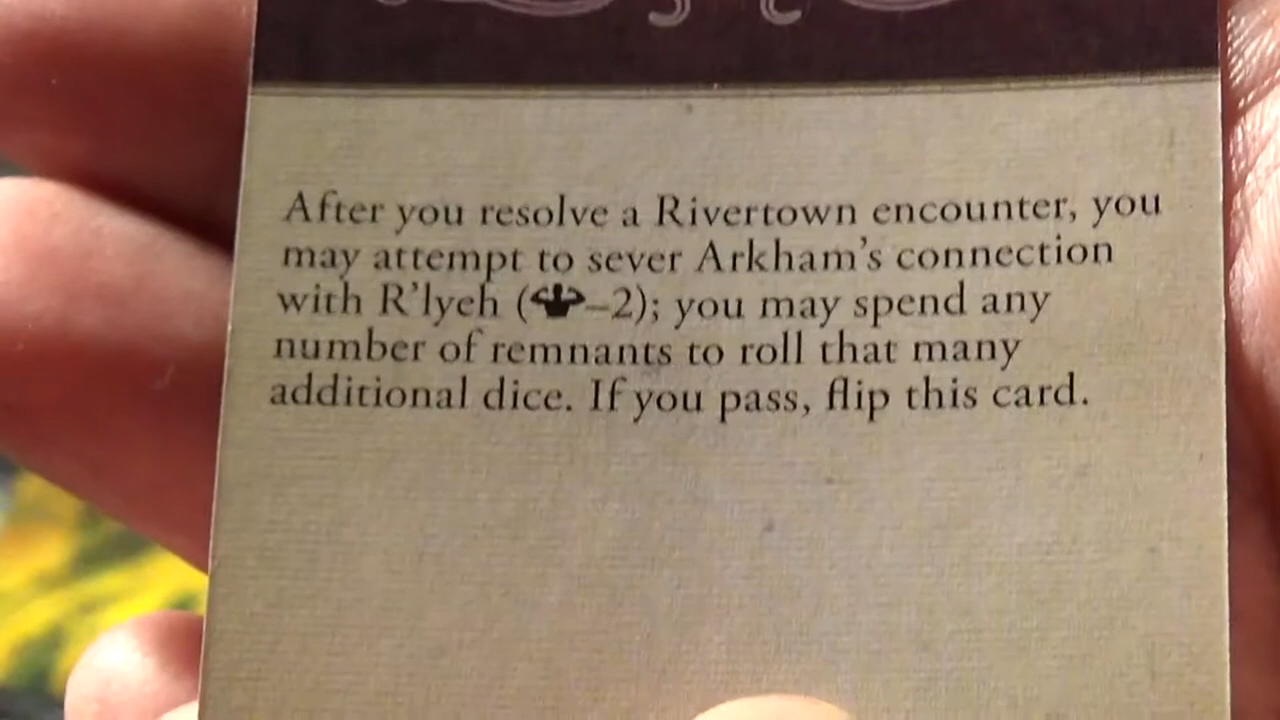 After you resolve a Rivertown encounter, you
may attempt to sever Arkham's connection
with R'lyeh (–2); you may spend any
number of remnants to roll that many
additional dice. If you pass, flip this card.